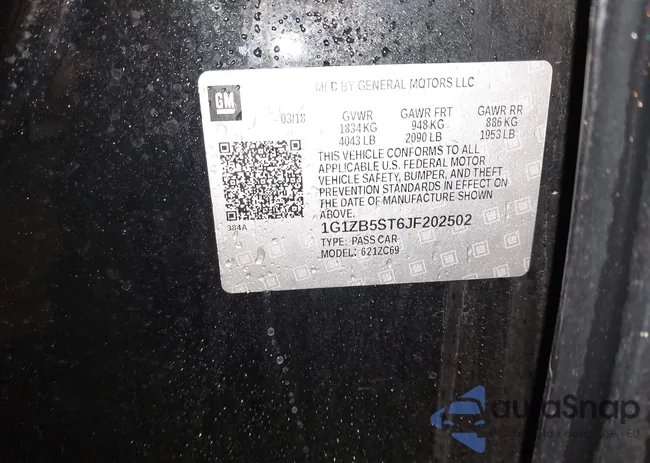 MFD BY GENERAL MOTORS LLC
GM
03/18
GVWR GAWR FRT GAWR RR
1834 KG 948 KG 886 KG
4043 LB 2090 LB 1953 LB
THIS VEHICLE CONFORMS TO ALL
APPLICABLE U.S. FEDERAL MOTOR
VEHICLE SAFETY, BUMPER, AND THEFT
PREVENTION STANDARDS IN EFFECT ON
THE DATE OF MANUFACTURE SHOWN
ABOVE.
384A
1G1ZB5ST6JF202502
TYPE: PASS CAR
MODEL: 621ZC69
autaSnap